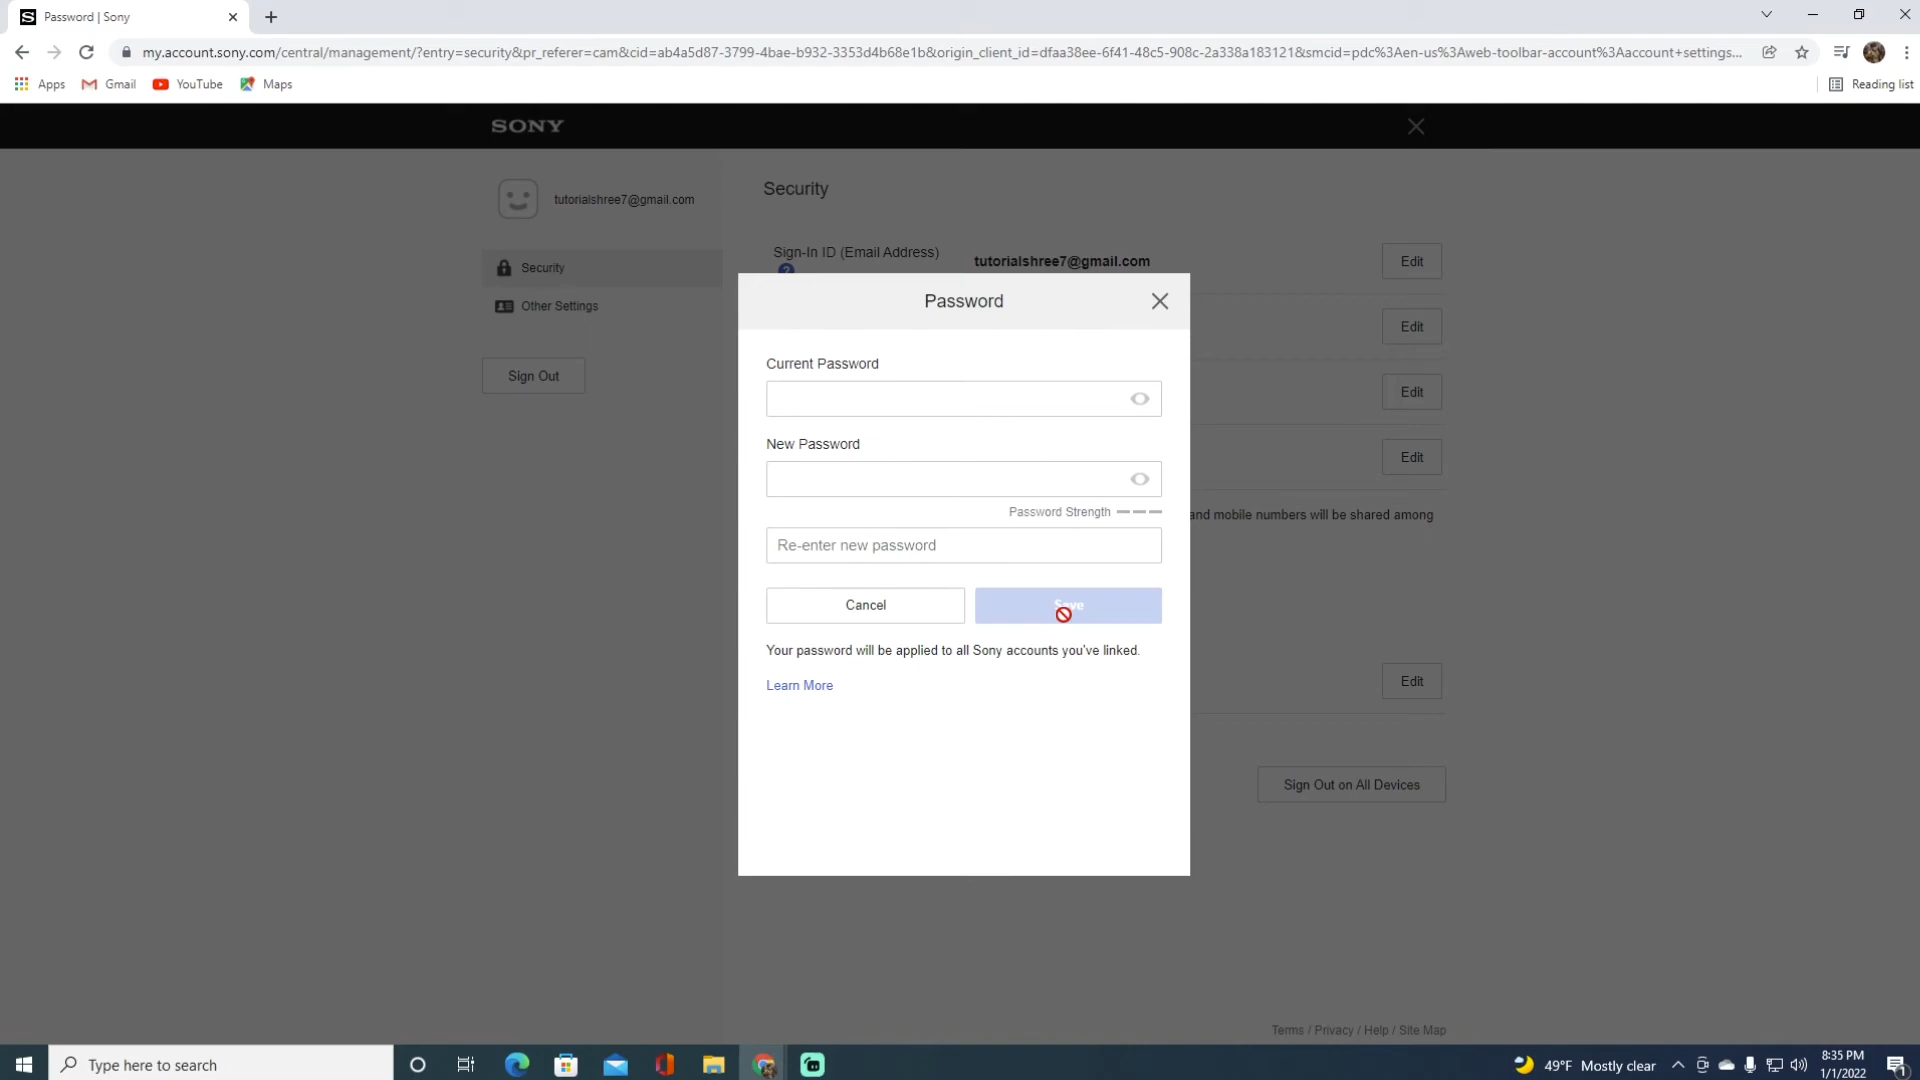 Password | Sony
my.account.sony.com/central/management/?entry=security&pr_referer=cam&cid=ab4a5d87-3799-4bae-b932-3353d4b68e1b&origin_client_id=dfaa38ee-6f41-48c5-908c-2a338a183121&smcid=pdc%3Aen-us%3Aweb-toolbar-account%3Aaccount+settings...
Apps Gmail YouTube Maps Reading list
SONY
tutorialshree7@gmail.com
Security
Other Settings
Sign Out
Security
Sign-In ID (Email Address)
?
tutorialshree7@gmail.com
Edit
Edit
Edit
Edit
and mobile numbers will be shared among
Edit
Sign Out on All Devices
Password
Current Password
New Password
Password Strength
Re-enter new password
Cancel
Save
Your password will be applied to all Sony accounts you've linked.
Learn More
Terms / Privacy / Help / Site Map
Type here to search
49°F Mostly clear
8:35 PM
1/1/2022
1